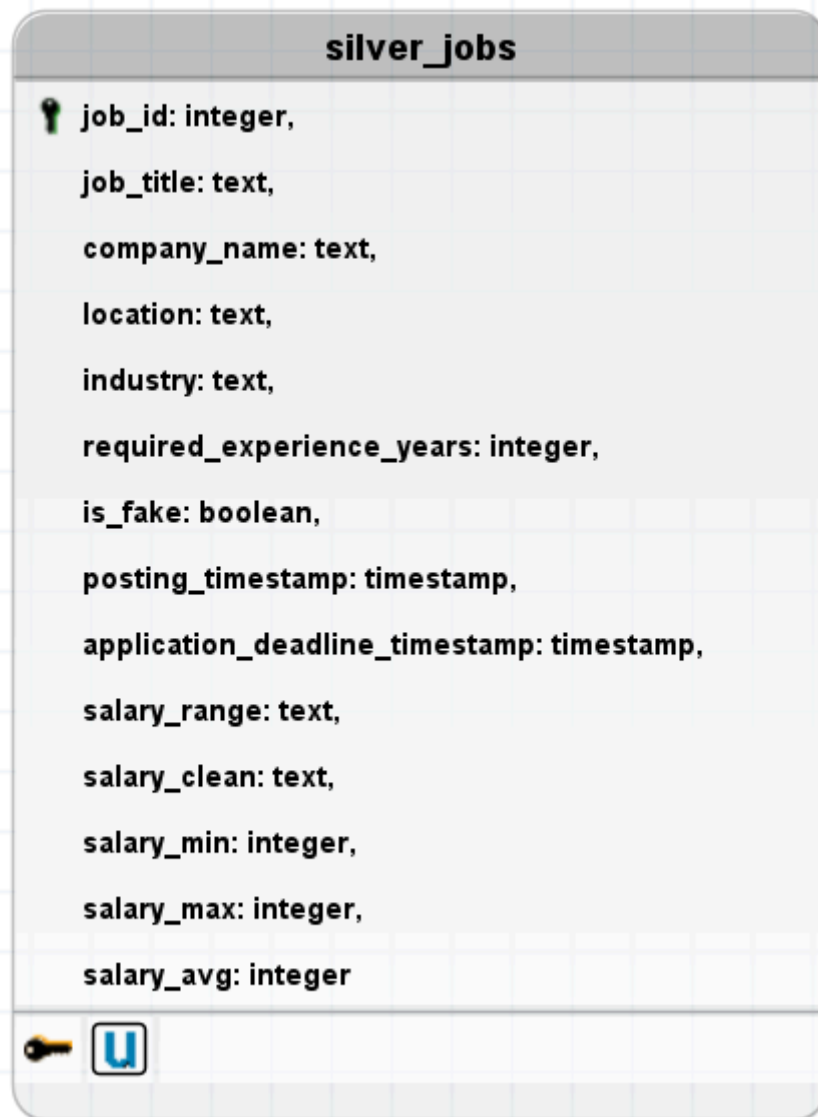 silver_jobs
job_id: integer,
job_title: text,
company_name: text,
location: text,
industry: text,
required_experience_years: integer,
is_fake: boolean,
posting_timestamp: timestamp,
application_deadline_timestamp: timestamp,
salary_range: text,
salary_clean: text,
salary_min: integer,
salary_max: integer,
salary_avg: integer
U